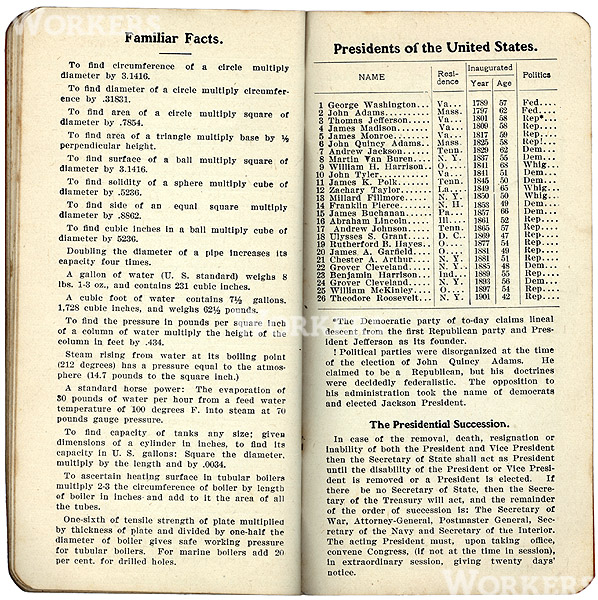 WORKERS
Familiar Facts.
To find circumference of a circle multiply
diameter by 3.1416.
To find diameter of a circle multiply circumfer-
ence by .31831.
To find area of a circle multiply square of
diameter by .7854.
To find area of a triangle multiply base by ½
perpendicular height.
To find surface of a ball multiply square of
diameter by 3.1416.
To find solidity of a sphere multiply cube of
diameter by .5236.
To find side of an equal square multiply
diameter by .8862.
To find cubic inches in a ball multiply cube of
diameter by 5236.
Doubling the diameter of a pipe increases its
capacity four times.
A gallon of water (U. S. standard) weighs 8
lbs. 1-3 oz., and contains 231 cubic inches.
A cubic foot of water contains 7½ gallons,
1,728 cubic inches, and weighs 62½ pounds.
To find the pressure in pounds per square inch
of a column of water multiply the height of the
column in feet by .434.
Steam rising from water at its boiling point
(212 degrees) has a pressure equal to the atmos-
phere (14.7 pounds to the square inch.)
A standard horse power: The evaporation of
30 pounds of water per hour from a feed water
temperature of 100 degrees F. into steam at 70
pounds gauge pressure.
To find capacity of tanks any size; given
dimensions of a cylinder in inches, to find its
capacity in U. S. gallons: Square the diameter,
multiply by the length and by .0034.
To ascertain heating surface in tubular boilers
multiply 2-3 the circumference of boiler by length
of boiler in inches and add to it the area of all
the tubes.
One-sixth of tensile strength of plate multiplied
by thickness of plate and divided by one-half the
diameter of boiler gives safe working pressure
for tubular boilers. For marine boilers add 20
per cent. for drilled holes.
Presidents of the United States.
NAME Resi-dence Inaugurated Year Age Politics
1 George Washington... Va... 1789 57 Fed....
2 John Adams........... Mass. 1797 62 Fed....
3 Thomas Jefferson.... Va... 1801 58 Rep*...
4 James Madison....... Va... 1809 58 Rep....
5 James Monroe........ Va... 1817 59 Rep....
6 John Quincy Adams.. Mass 1825 58 Rep!...
7 Andrew Jackson...... Tenn. 1829 62 Dem....
8 Martin Van Buren.... N. Y. 1837 55 Dem....
9 William H. Harrison.. O.... 1841 68 Whig...
10 John Tyler........... Va... 1841 51 Dem....
11 James K. Polk....... Tenn. 1845 50 Dem....
12 Zachary Taylor...... La... 1849 65 Whig...
13 Millard Fillmore..... N. Y. 1850 50 Whig...
14 Franklin Pierce...... N. H. 1853 49 Dem....
15 James Buchanan..... Pa... 1857 66 Dem....
16 Abraham Lincoln..... Ill... 1861 52 Rep....
17 Andrew Johnson..... Tenn. 1865 57 Rep....
18 Ulysses S. Grant..... D. C. 1869 47 Rep....
19 Rutherford B. Hayes.. O.... 1877 54 Rep....
20 James A. Garfield.... O.... 1881 49 Rep....
21 Chester A. Arthur.... N. Y. 1881 51 Rep....
22 Grover Cleveland..... N. Y. 1885 48 Dem....
23 Benjamin Harrison... Ind... 1889 55 Rep....
24 Grover Cleveland.... N. Y. 1893 56 Dem....
25 William McKinley.... O.... 1897 54 Rep....
26 Theodore Roosevelt... N. Y. 1901 42 Rep....
*The Democratic party of to-day claims lineal
descent from the first Republican party and Pres-
ident Jefferson as its founder.
! Political parties were disorganized at the time
of the election of John Quincy Adams. He
claimed to be a Republican, but his doctrines
were decidedly federalistic. The opposition to
his administration took the name of democrats
and elected Jackson President.
The Presidential Succession.
In case of the removal, death, resignation or
inability of both the President and Vice President
then the Secretary of State shall act as President
until the disability of the President or Vice Presi-
dent is removed or a President is elected. If
there be no Secretary of State, then the Secre-
tary of the Treasury will act, and the remainder
of the order of succession is: The Secretary of
War, Attorney-General, Postmaster General, Sec-
retary of the Navy and Secretary of the Interior.
The acting President must, upon taking office,
convene Congress, (if not at the time in session),
in extraordinary session, giving twenty days'
notice.
WORKERS
WORKERS